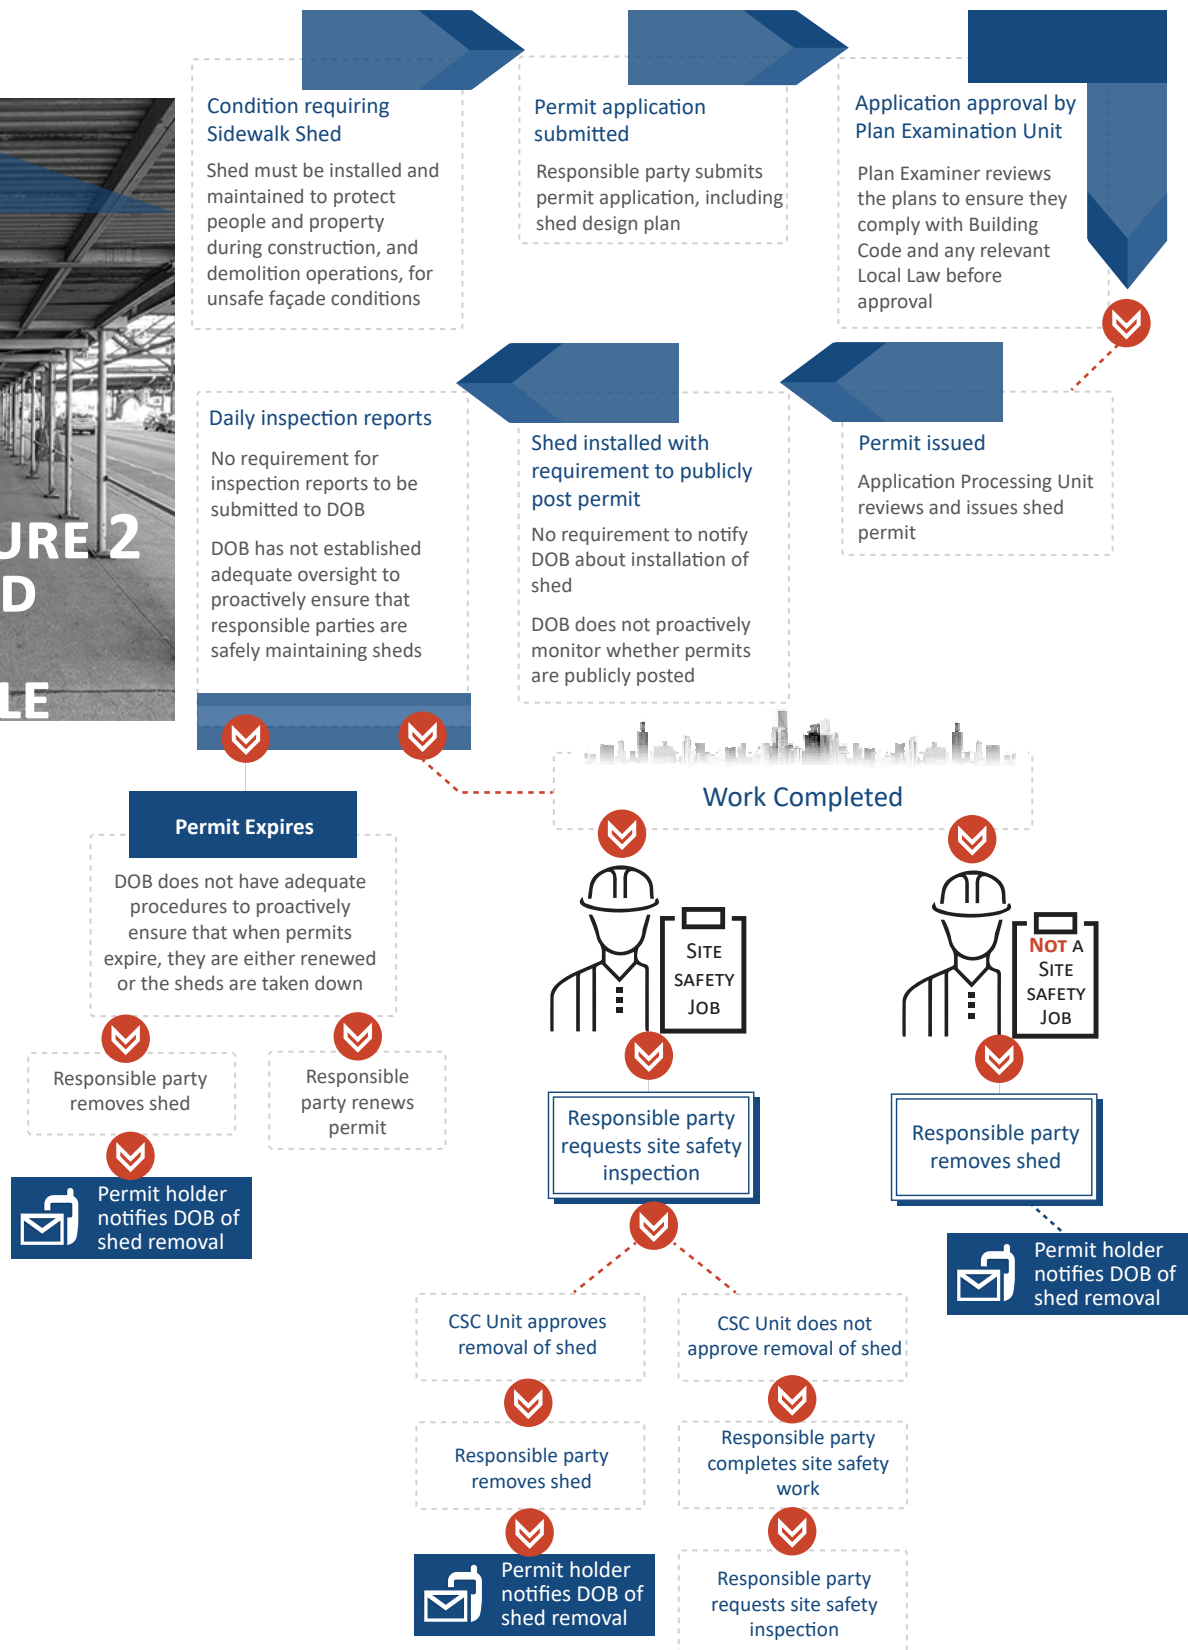 Condition requiring
Sidewalk Shed
Shed must be installed and
maintained to protect
people and property
during construction, and
demolition operations, for
unsafe façade conditions
Permit application
submitted
Responsible party submits
permit application, including
shed design plan
Application approval by
Plan Examination Unit
Plan Examiner reviews
the plans to ensure they
comply with Building
Code and any relevant
Local Law before
approval
Daily inspection reports
No requirement for
inspection reports to be
submitted to DOB
DOB has not established
adequate oversight to
proactively ensure that
responsible parties are
safely maintaining sheds
Shed installed with
requirement to publicly
post permit
No requirement to notify
DOB about installation of
shed
DOB does not proactively
monitor whether permits
are publicly posted
Permit issued
Application Processing Unit
reviews and issues shed
permit
URE 2
D
LE
Work Completed
Permit Expires
DOB does not have adequate
procedures to proactively
ensure that when permits
expire, they are either renewed
or the sheds are taken down
SITE
SAFETY
JOB
NOT A
SITE
SAFETY
JOB
Responsible party
removes shed
Responsible
party renews
permit
Permit holder
notifies DOB of
shed removal
Responsible party
requests site safety
inspection
Responsible party
removes shed
Permit holder
notifies DOB of
shed removal
CSC Unit approves
removal of shed
CSC Unit does not
approve removal of shed
Responsible party
removes shed
Responsible party
completes site safety
work
Permit holder
notifies DOB of
shed removal
Responsible party
requests site safety
inspection